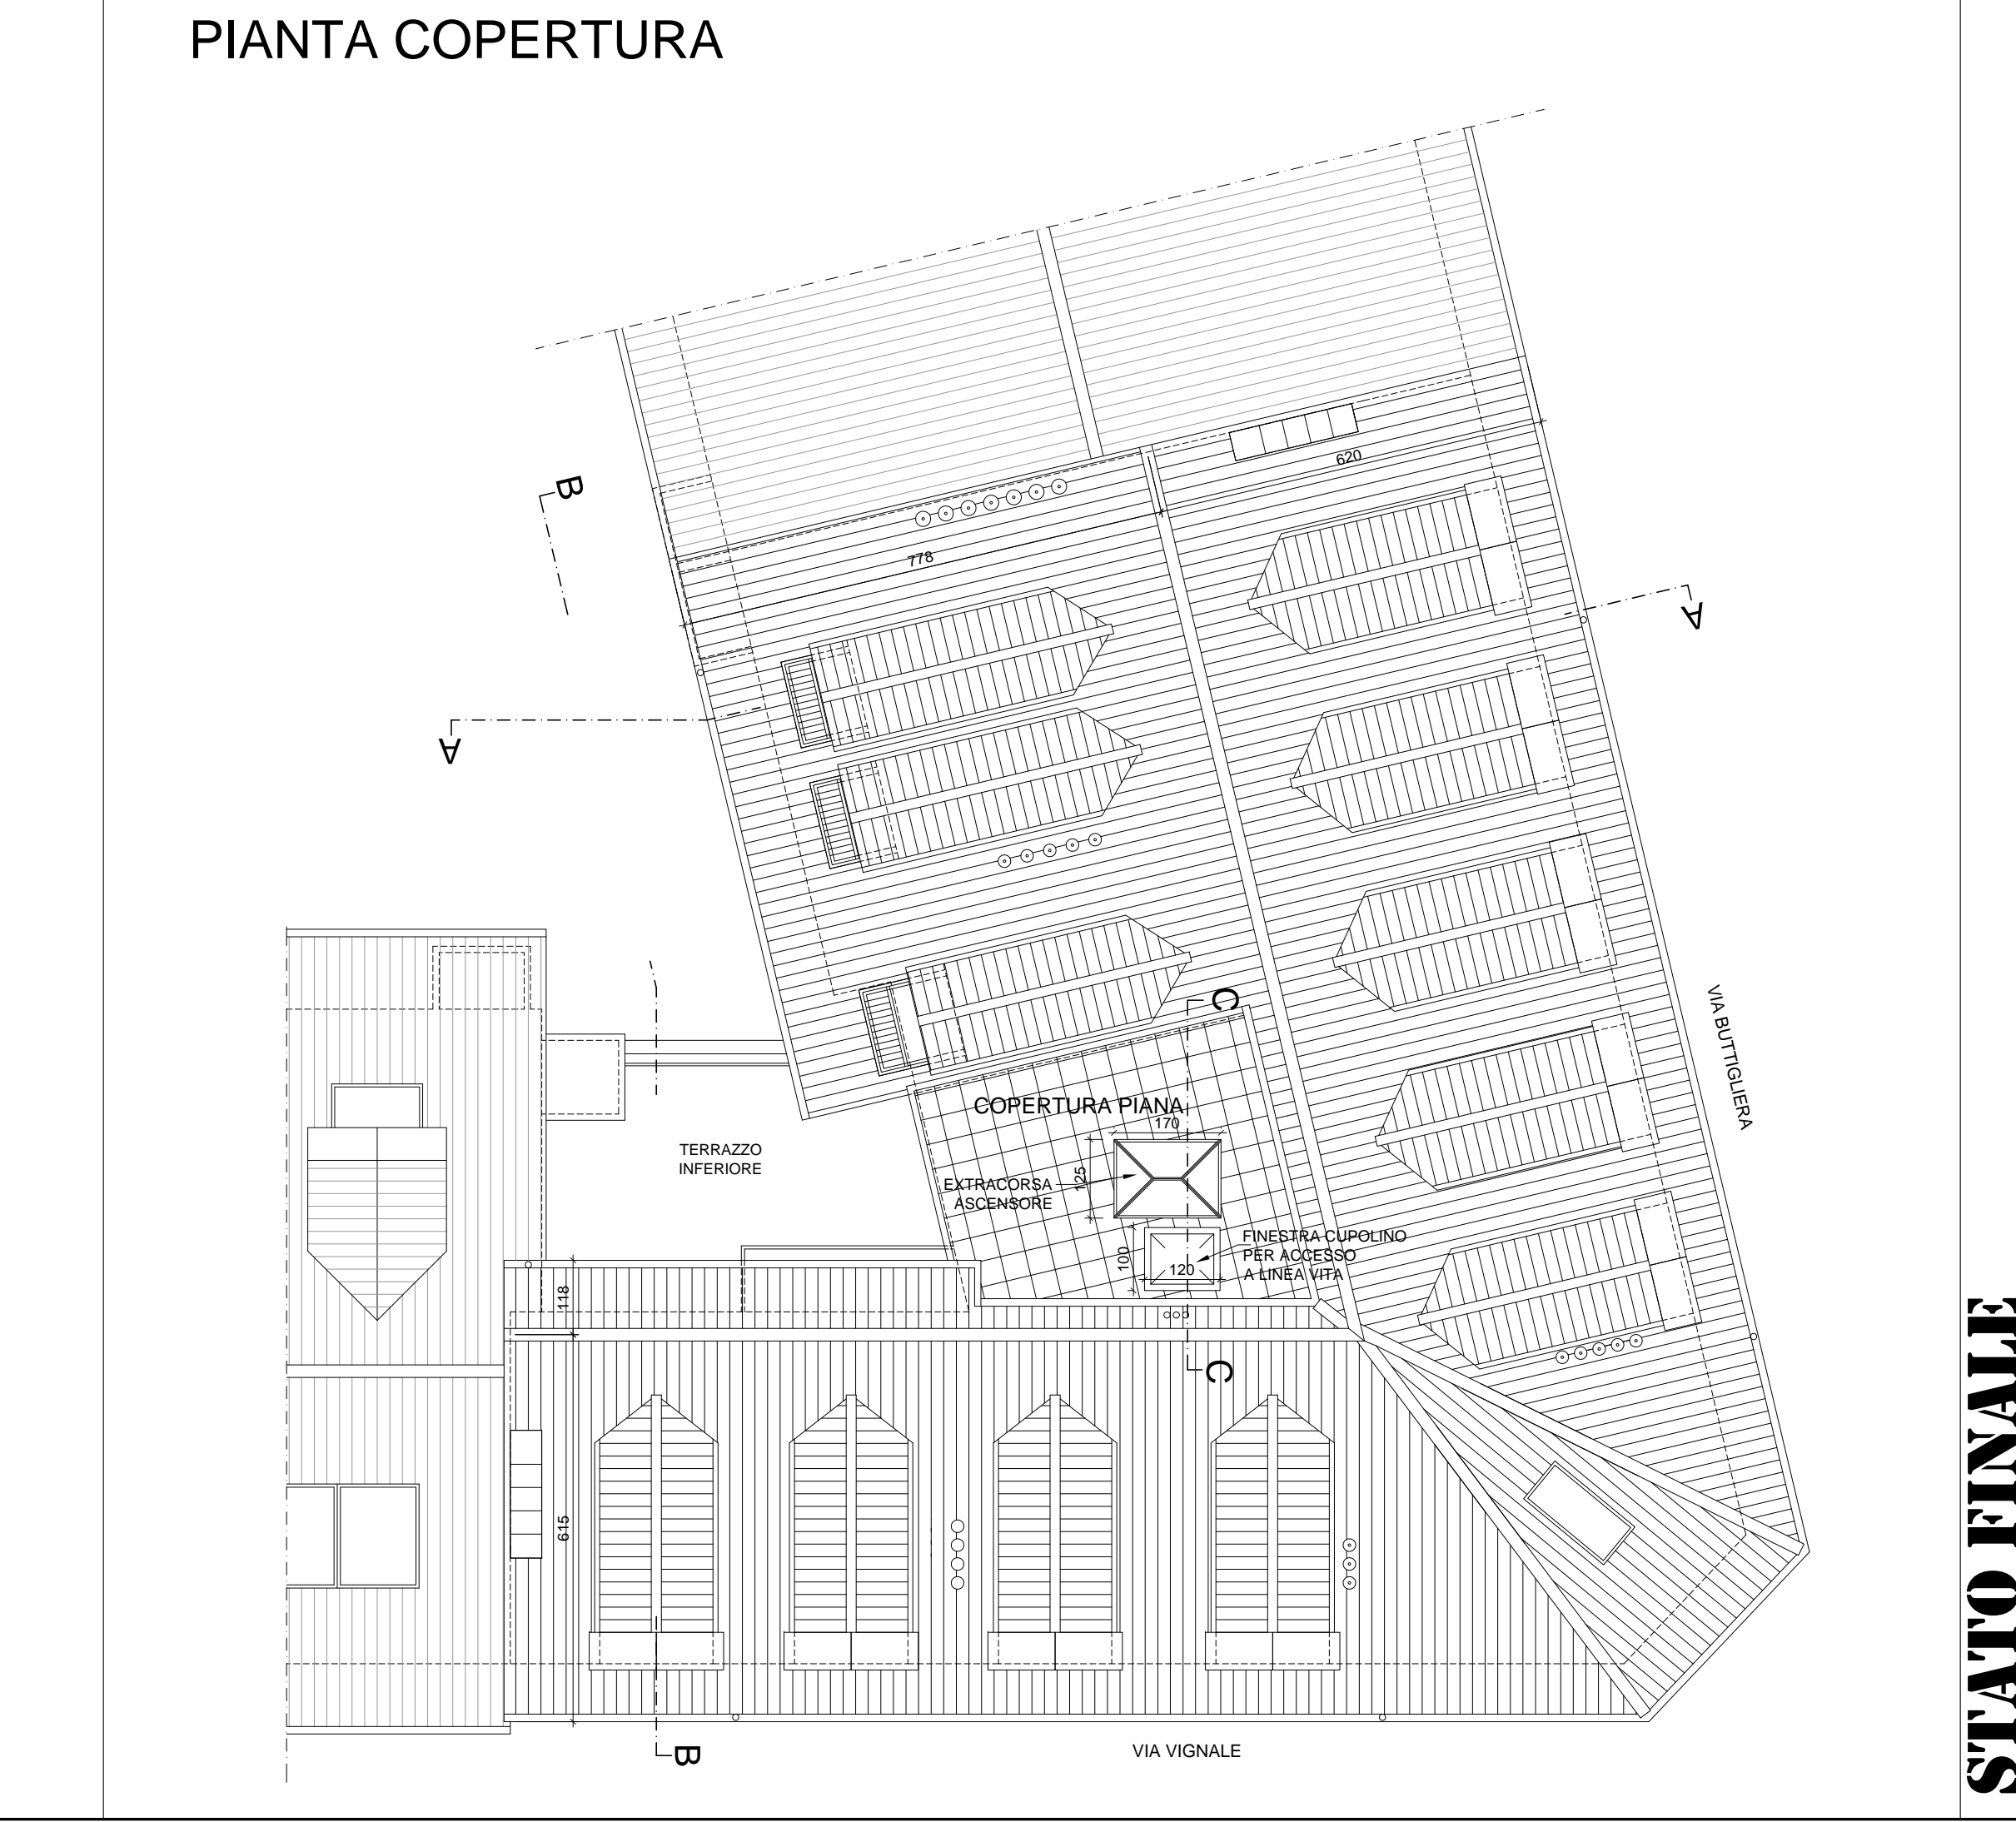 PIANTA COPERTURA
B
620
778
A
A
VIA BUTTIGLIERA
C
COPERTURA PIANA
170
125
TERRAZZO
INFERIORE
EXTRACORSA
ASCENSORE
FINESTRA CUPOLINO
PER ACCESSO
A LINEA VITA
100
120
118
C
615
B
VIA VIGNALE
STATO FINALE